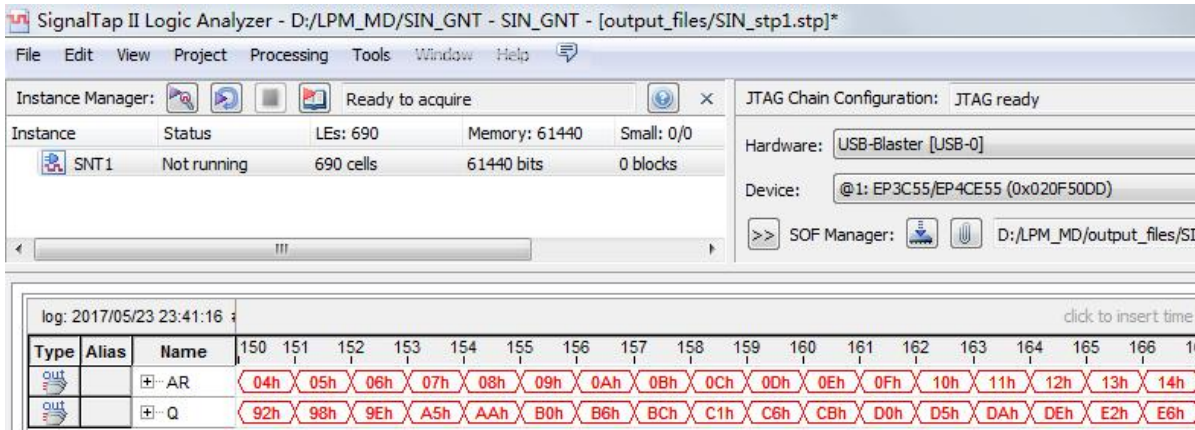 SignalTap II Logic Analyzer - D:/LPM_MD/SIN_GNT - SIN_GNT - [output_files/SIN_stp1.stp]*
File Edit View Project Processing Tools Window Help
Instance Manager: Ready to acquire
JTAG Chain Configuration: JTAG ready
Instance Status LEs: 690 Memory: 61440 Small: 0/0
SNT1 Not running 690 cells 61440 bits 0 blocks
Hardware: USB-Blaster [USB-0]
Device: @1: EP3C55/EP4CE55 (0x020F50DD)
>> SOF Manager: D:/LPM_MD/output_files/SI
log: 2017/05/23 23:41:16
click to insert time
Type Alias Name 150 151 152 153 154 155 156 157 158 159 160 161 162 163 164 165 166
out AR 04h 05h 06h 07h 08h 09h 0Ah 0Bh 0Ch 0Dh 0Eh 0Fh 10h 11h 12h 13h 14h
out Q 92h 98h 9Eh A5h AAh B0h B6h BCh C1h C6h CBh D0h D5h DAh DEh E2h E6h